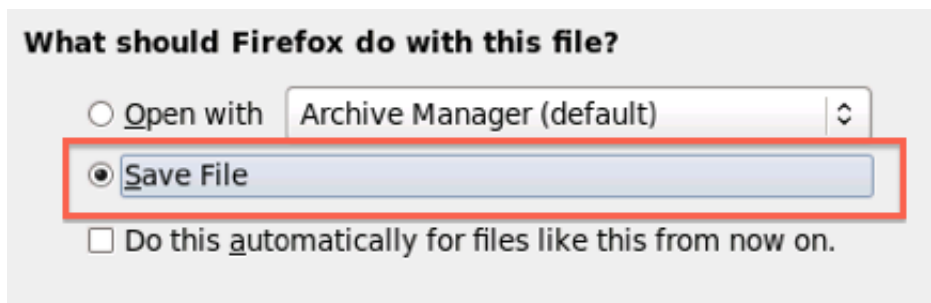 What should Firefox do with this file?
Open with Archive Manager (default)
Save File
Do this automatically for files like this from now on.